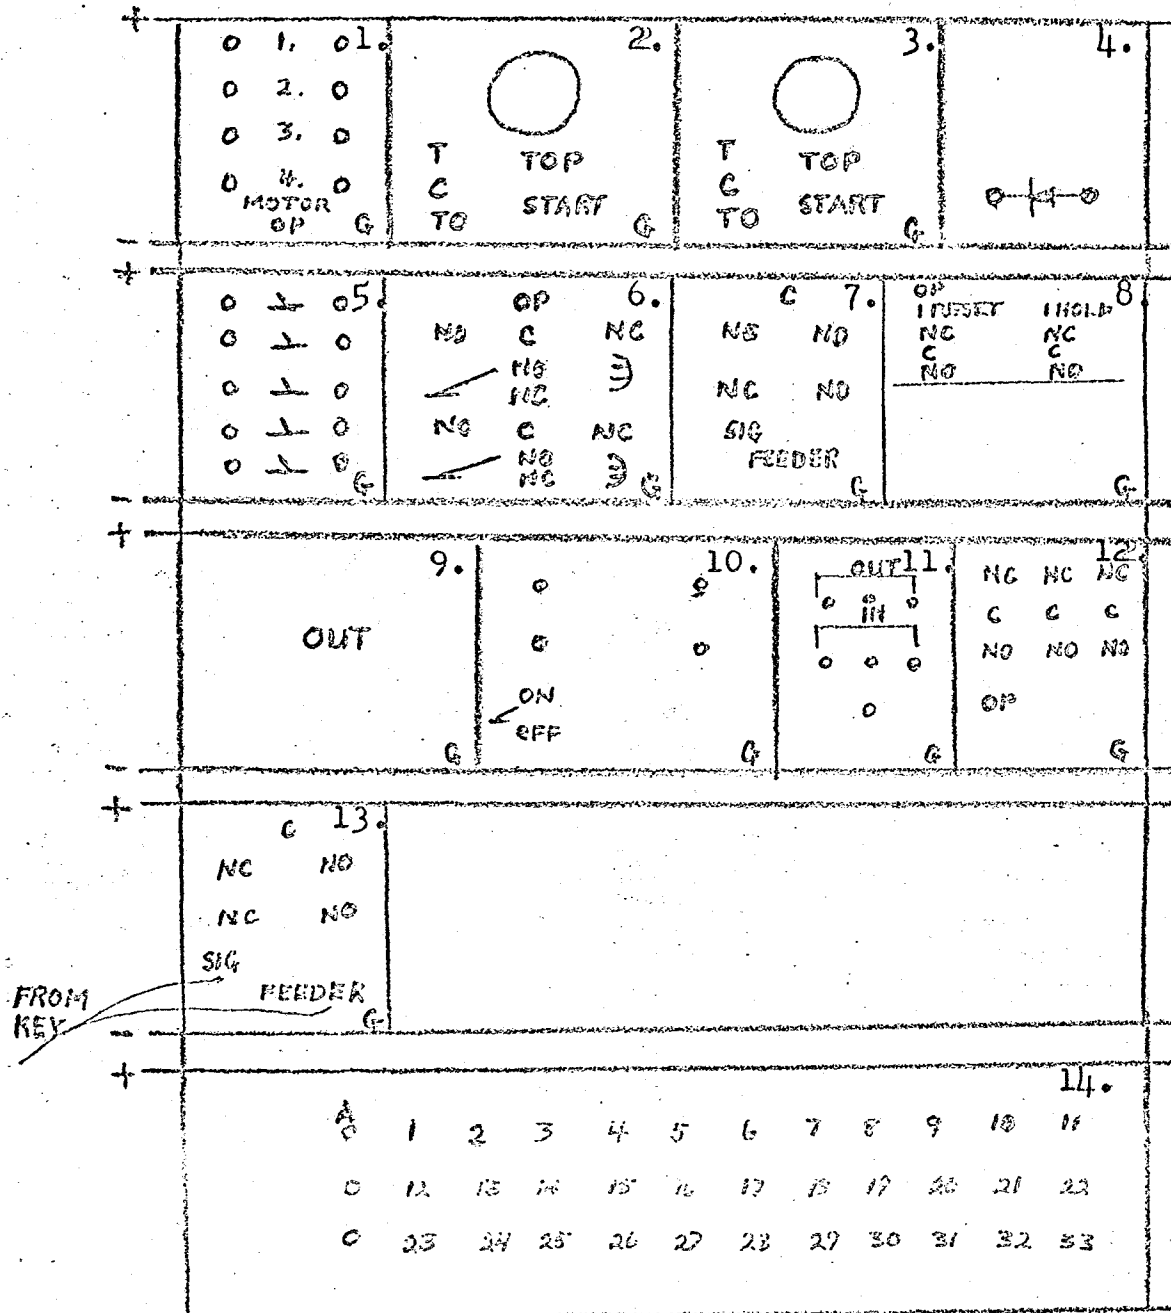 +
1. 1. 2. 3. 4.
2.
3.
4.
MOTOR
OP G
T TOP
C
TO START G
T TOP
C
TO START G
-
+
5. G
OP 6.
NO C NC
NO
NC
NO C NC
NO
NC G
C 7.
NC NO
NC NO
SIG
FEEDER
G
OP 8
1 HOLD
NC NC
C C
NO NO
G
-
+
9.
OUT
G
10.
ON
OFF
G
OUT 11.
IN
G
12.
NC NC NC
C C C
NO NO NO
OP
G
-
+
C 13.
NC NO
NC NO
SIG
FEEDER
G
FROM
KEY
-
+
14.
A 1 2 3 4 5 6 7 8 9 10 11
12 13 14 15 16 17 18 19 20 21 22
23 24 25 26 27 28 29 30 31 32 33